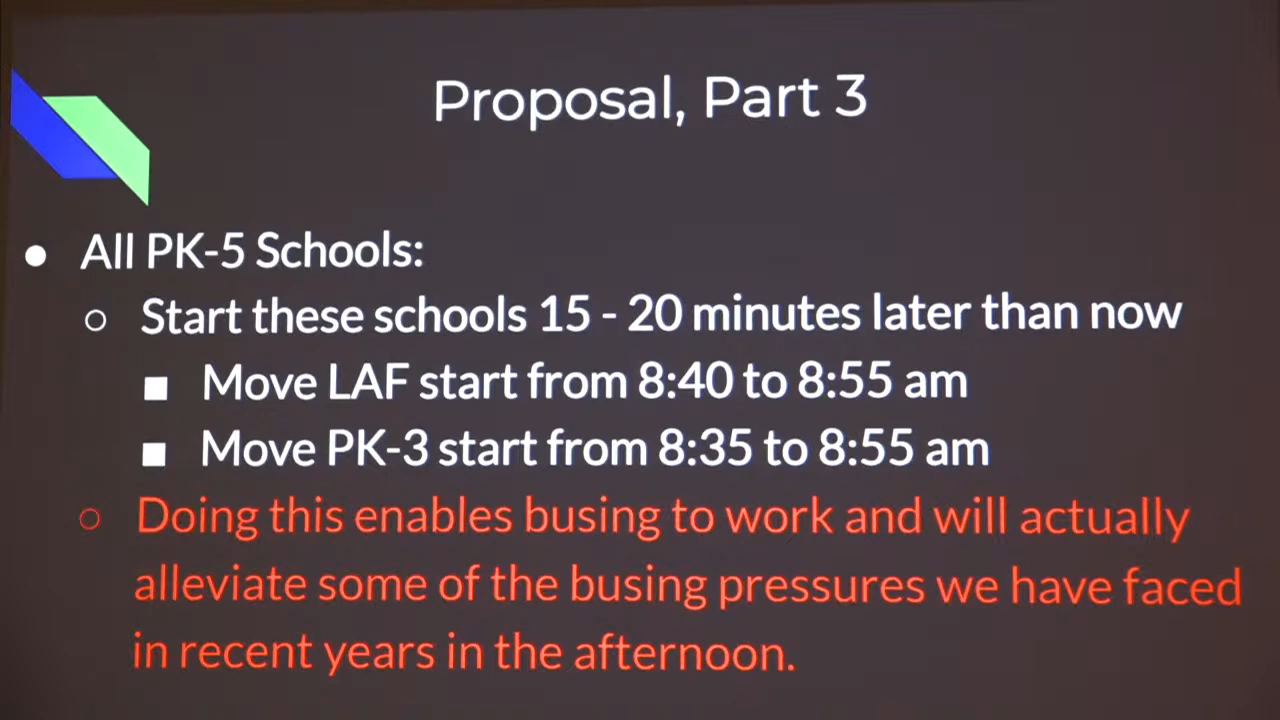 Proposal, Part 3
● All PK-5 Schools:
○ Start these schools 15 - 20 minutes later than now
■ Move LAF start from 8:40 to 8:55 am
■ Move PK-3 start from 8:35 to 8:55 am
○ Doing this enables busing to work and will actually
alleviate some of the busing pressures we have faced
in recent years in the afternoon.